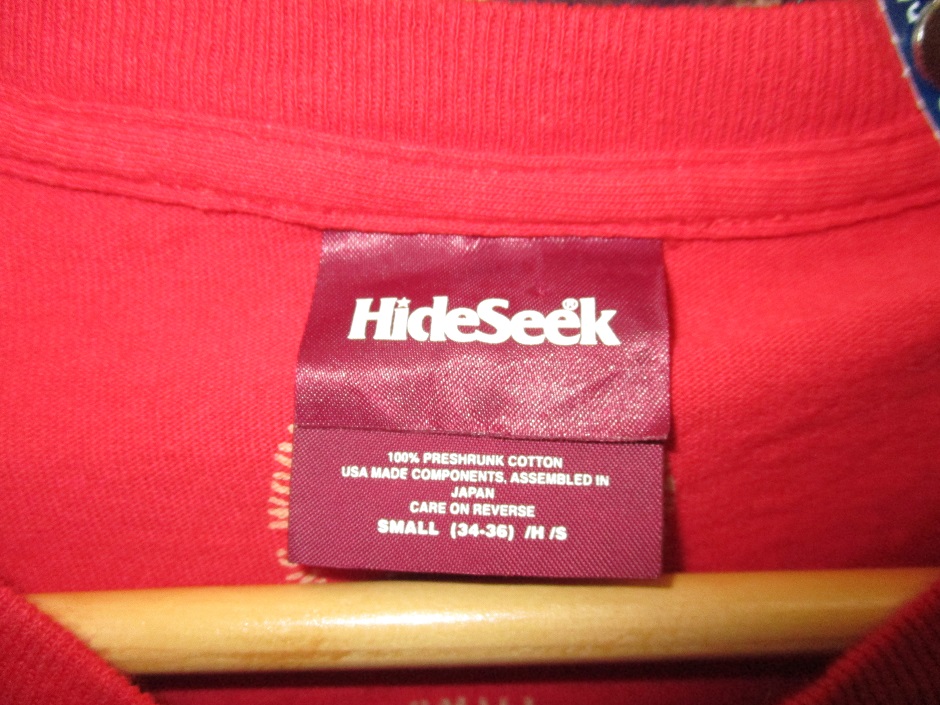 HideSeek®
100% PRESHRUNK COTTON
USA MADE COMPONENTS, ASSEMBLED IN
JAPAN
CARE ON REVERSE
SMALL (34-36) /H /S